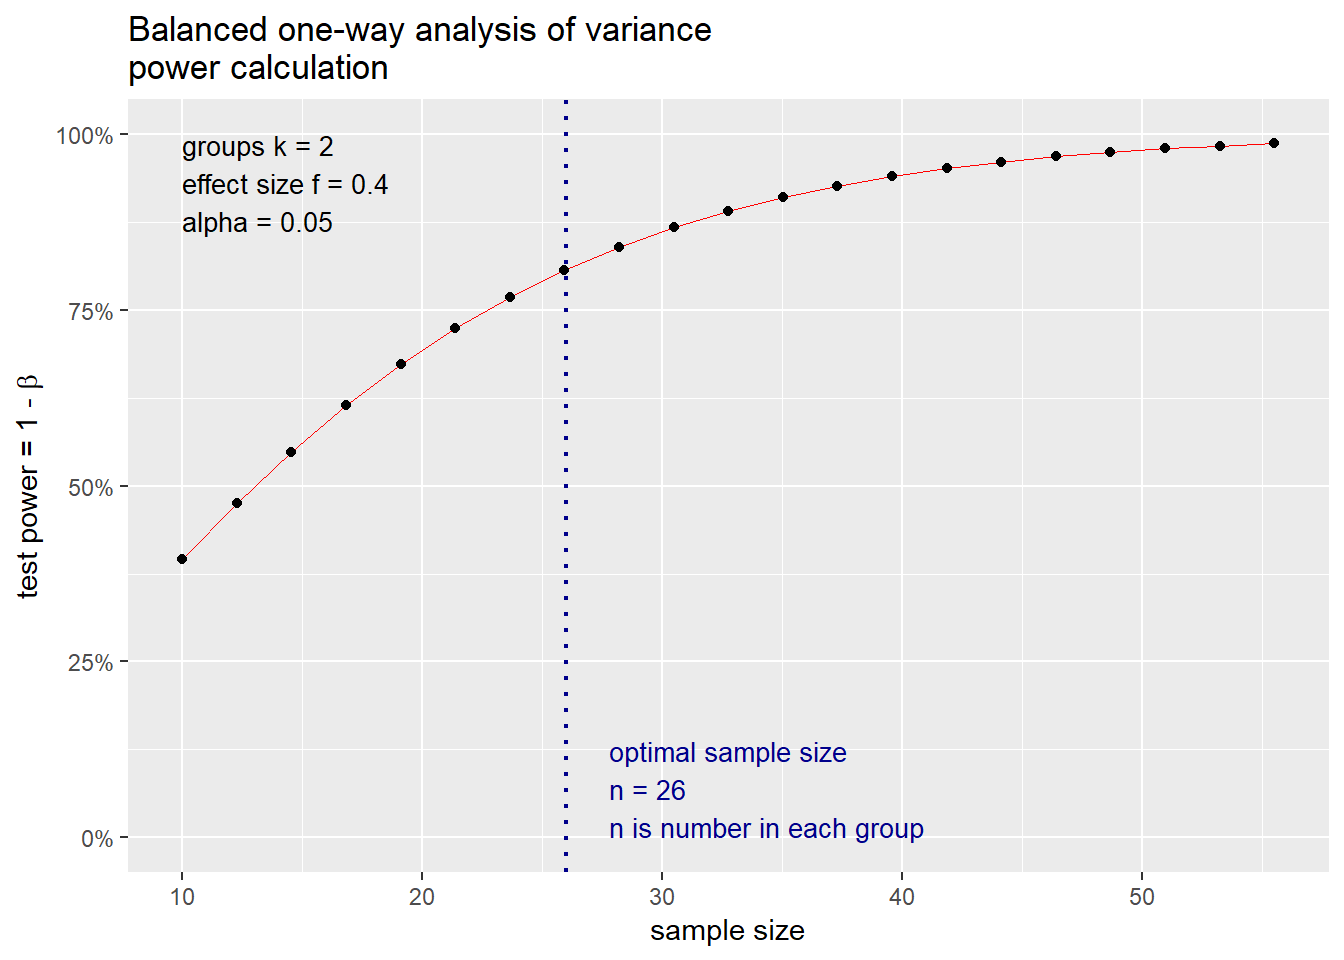 Balanced one-way analysis of variance
power calculation
100%
75%
50%
25%
0%
test power = 1 - β
groups k = 2
effect size f = 0.4
alpha = 0.05
optimal sample size
n = 26
n is number in each group
10 20 30 40 50
sample size